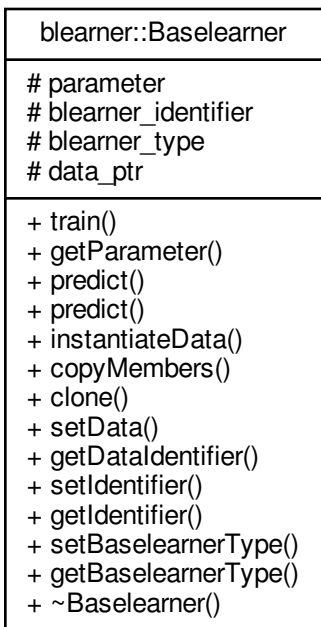 blearner::Baselearner
# parameter
# blearner_identifier
# blearner_type
# data_ptr
+ train()
+ getParameter()
+ predict()
+ predict()
+ instantiateData()
+ copyMembers()
+ clone()
+ setData()
+ getDataIdentifier()
+ setIdentifier()
+ getIdentifier()
+ setBaselearnerType()
+ getBaselearnerType()
+ ~Baselearner()